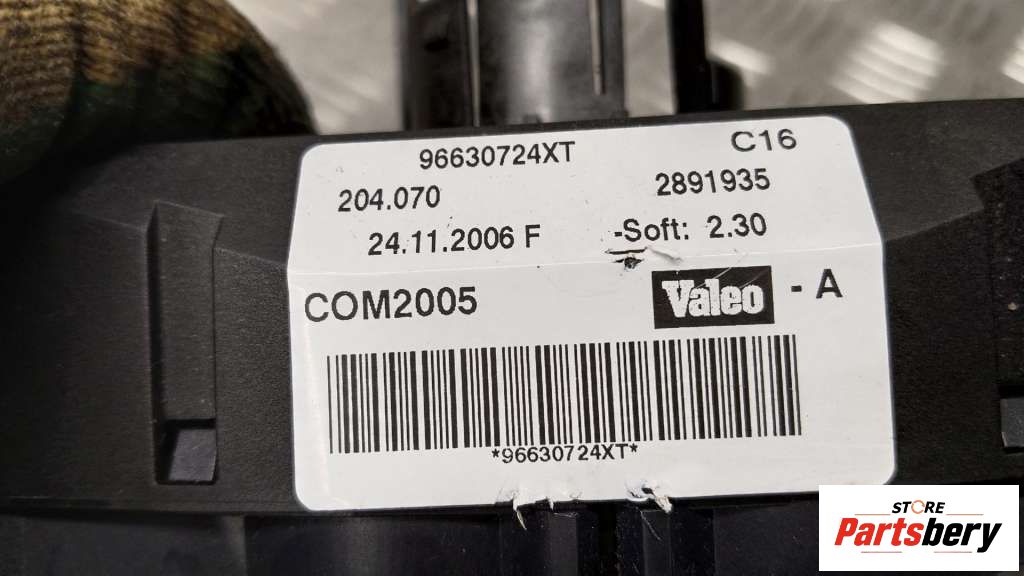 96630724XT C16
204.070 2891935
24.11.2006 F -Soft: 2.30
COM2005 Valeo - A
*96630724XT*
STORE
Partsbery